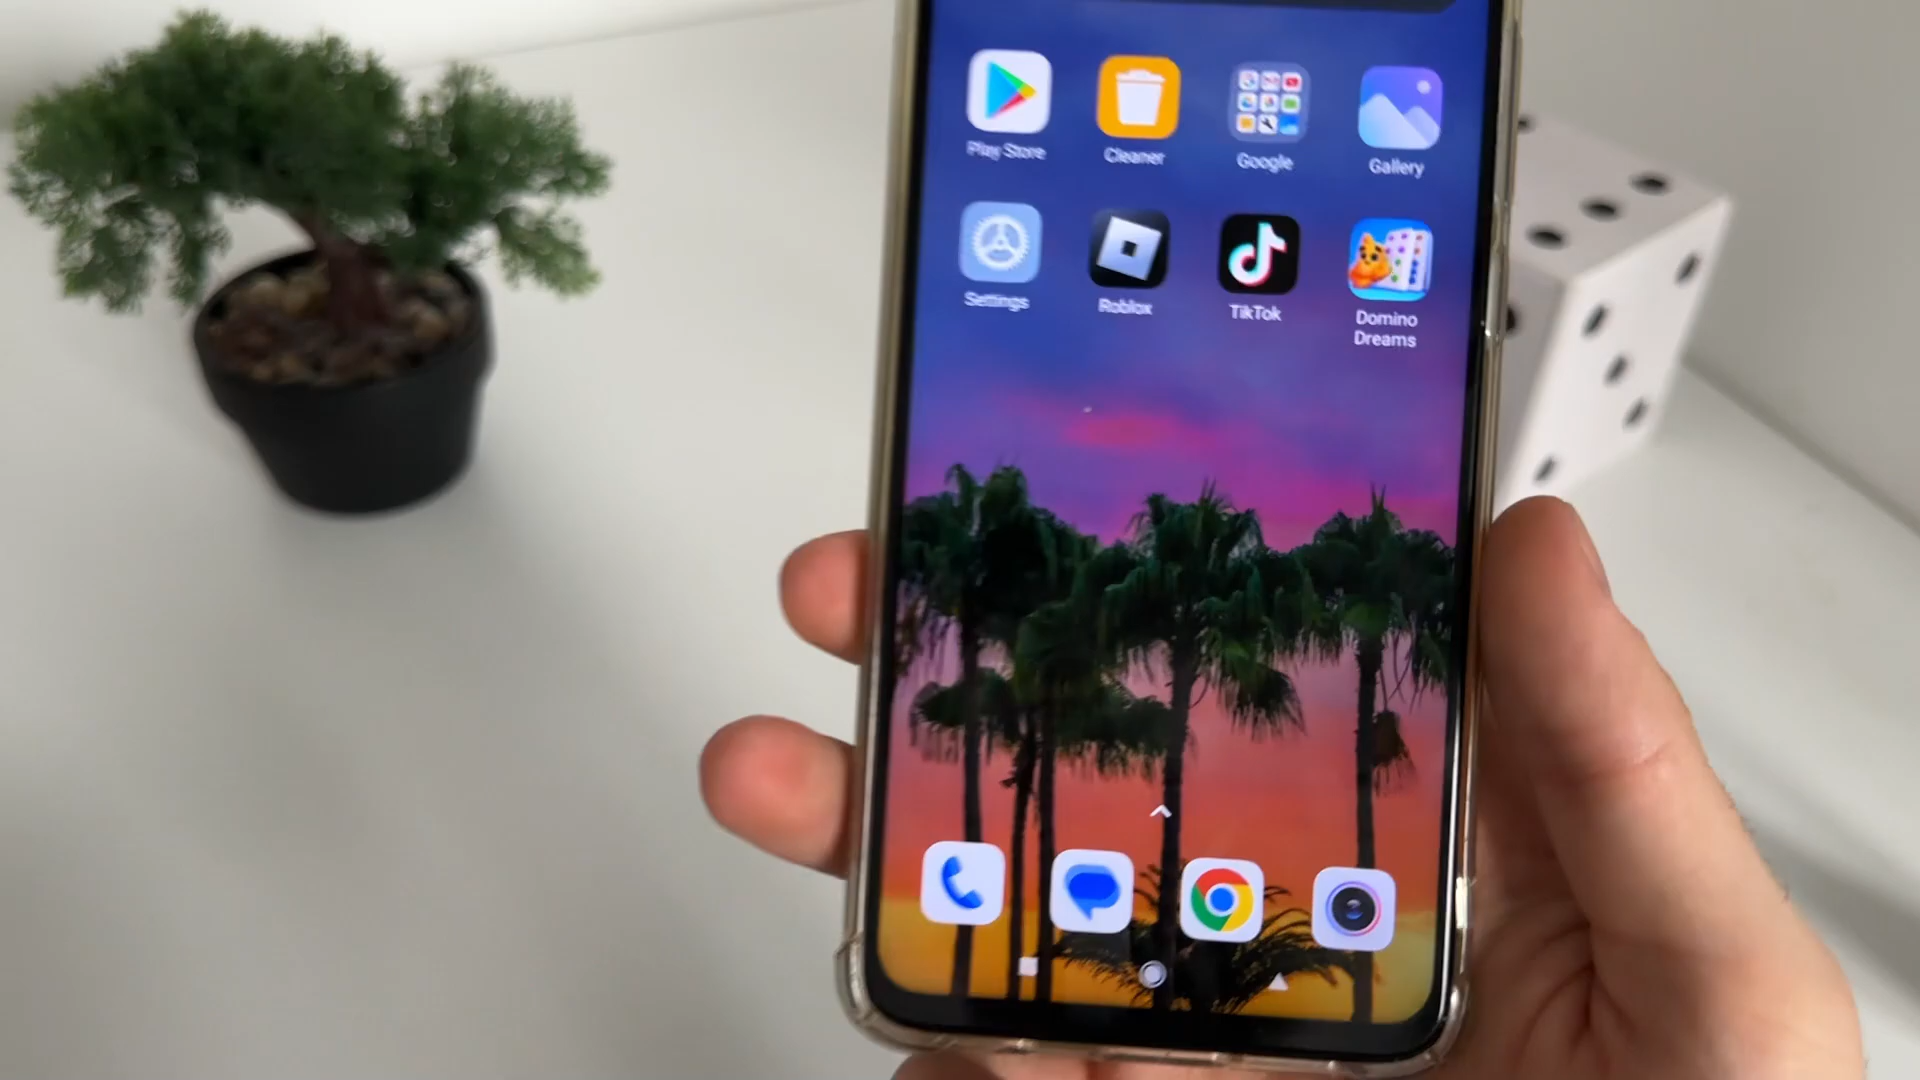 Play Store
Cleaner
Google
Gallery
Settings
Roblox
TikTok
Domino
Dreams